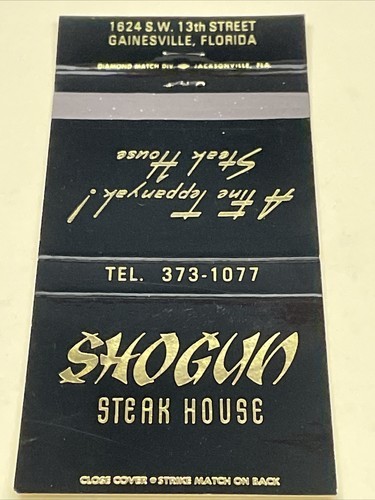 1624 S.W. 13th STREET
GAINESVILLE, FLORIDA
DIAMOND MATCH DIV. JACKSONVILLE, FLA.
A Fine Teppanyaki
Steak House
TEL. 373-1077
SHOGUN
STEAK HOUSE
CLOSE COVER STRIKE MATCH ON BACK